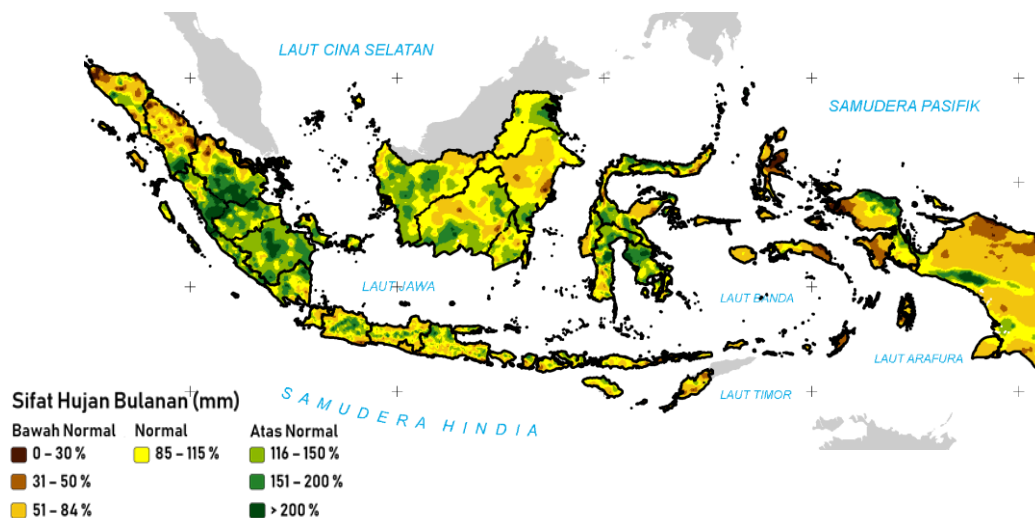 LAUT CINA SELATAN
SAMUDERA PASIFIK
LAUT JAWA
LAUT BANDA
LAUT ARAFURA
LAUT TIMOR
SAMUDERA HINDIA
Sifat Hujan Bulanan (mm)
Bawah Normal Normal Atas Normal
0 – 30 % 85 – 115 % 116 – 150 %
31 – 50 % 151 – 200 %
51 – 84 % > 200 %